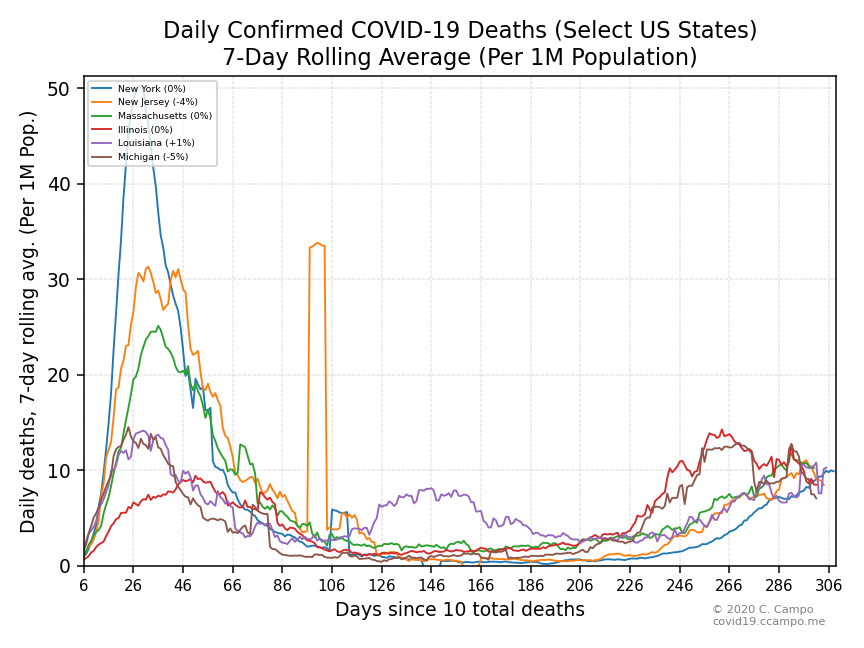 Daily Confirmed COVID-19 Deaths (Select US States)
7-Day Rolling Average (Per 1M Population)
Daily deaths, 7-day rolling avg. (Per 1M Pop.)
50
40
30
20
10
0
New York (0%)
New Jersey (-4%)
Massachusetts (0%)
Illinois (0%)
Louisiana (+1%)
Michigan (-5%)
6 26 46 66 86 106 126 146 166 186 206 226 246 266 286 306
Days since 10 total deaths
© 2020 C. Campo
covid19.ccampo.me